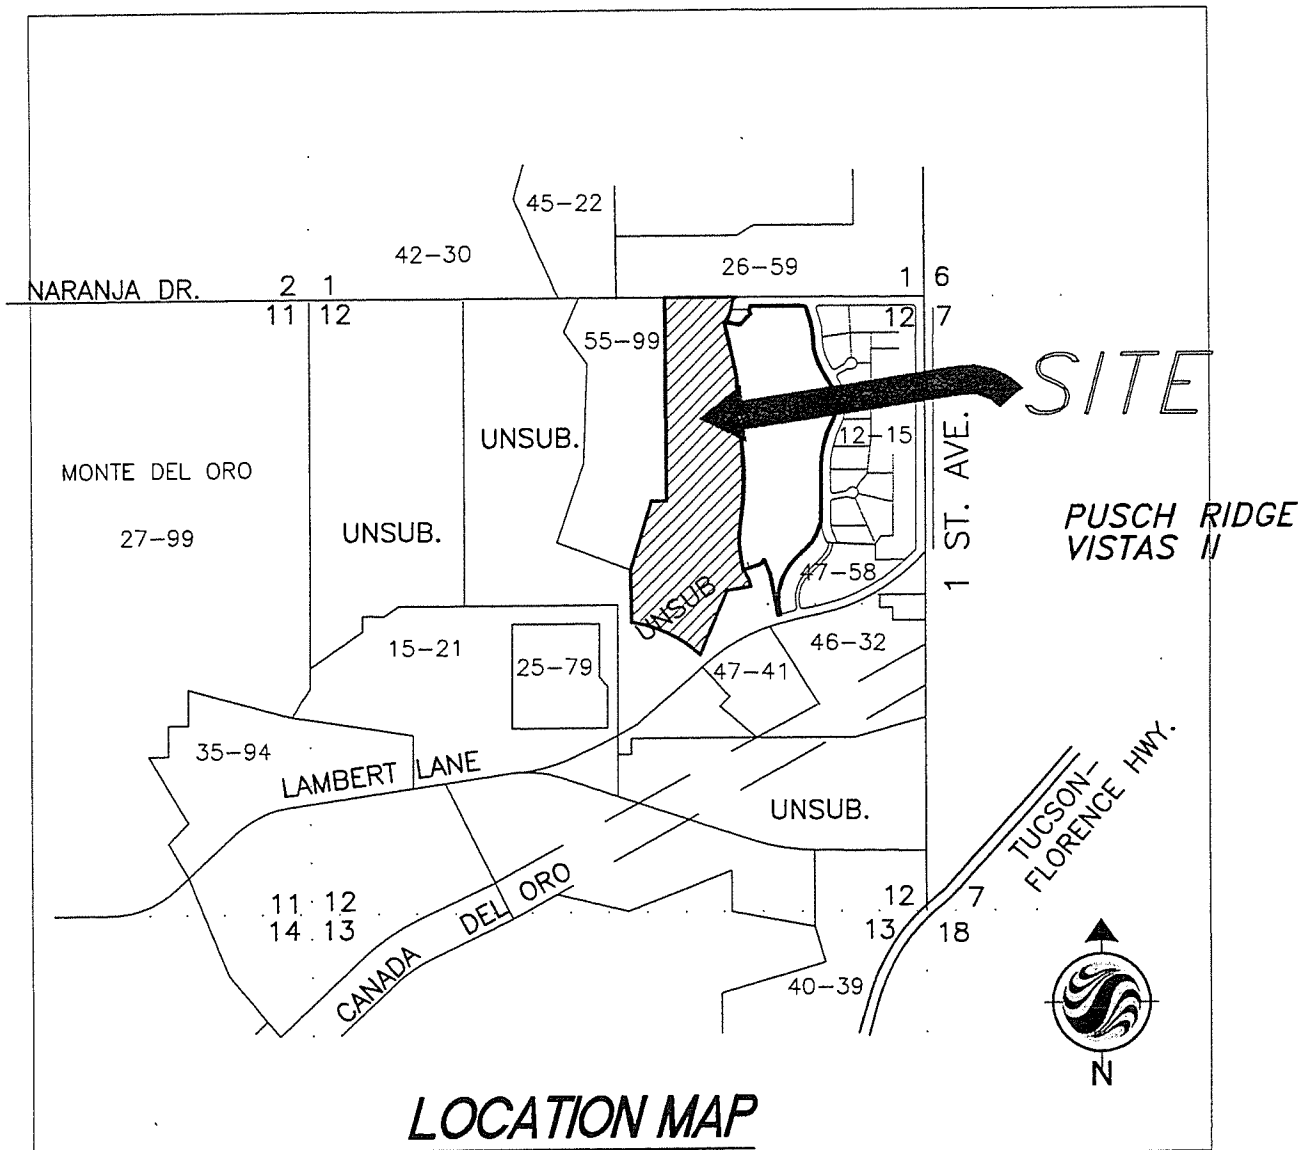 45-22
42-30
26-59
1 6
NARANJA DR.
2 1
11 12
12 7
55-99
SITE
12-15
UNSUB.
MONTE DEL ORO
27-99
UNSUB.
1 ST. AVE.
PUSCH RIDGE
VISTAS II
47-58
UNSUB
15-21
25-79
46-32
47-41
35-94
LAMBERT LANE
UNSUB.
TUCSON-
FLORENCE HWY.
11 12
14 13
CANADA DEL ORO
12 7
13 18
40-39
N
LOCATION MAP